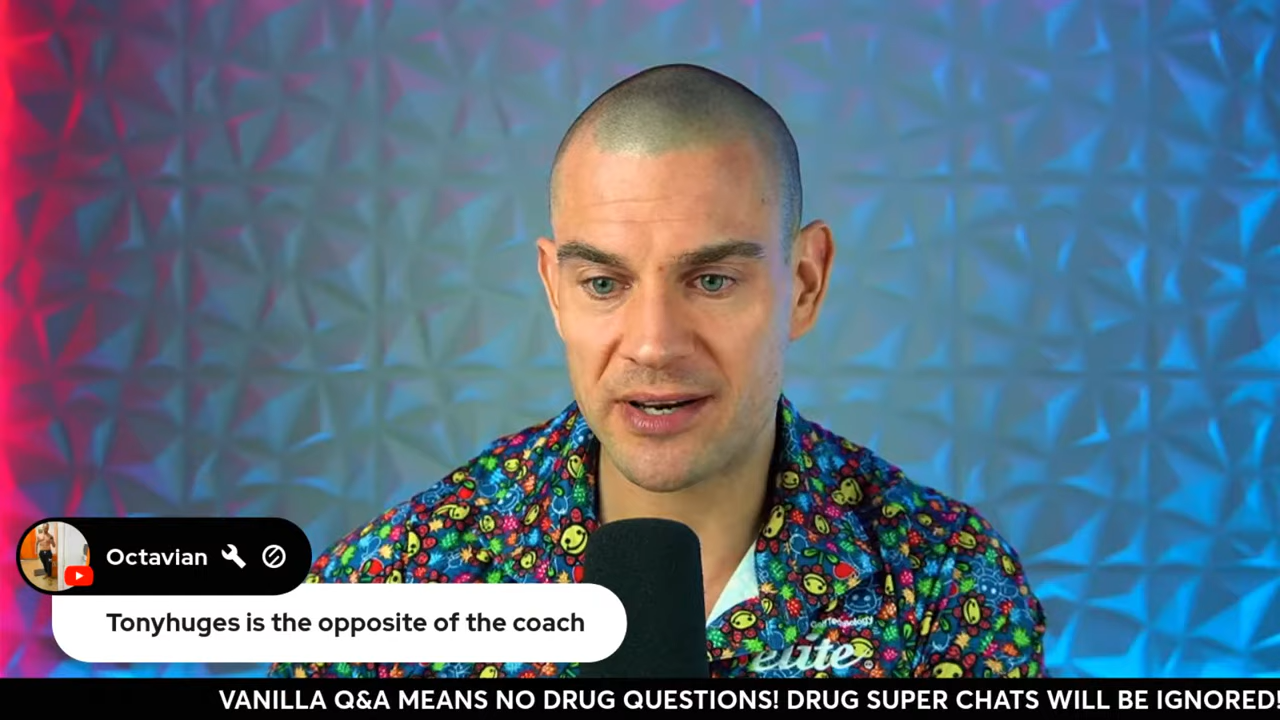 Octavian
Tonyhuges is the opposite of the coach
elite
VANILLA Q&A MEANS NO DRUG QUESTIONS! DRUG SUPER CHATS WILL BE IGNORED!